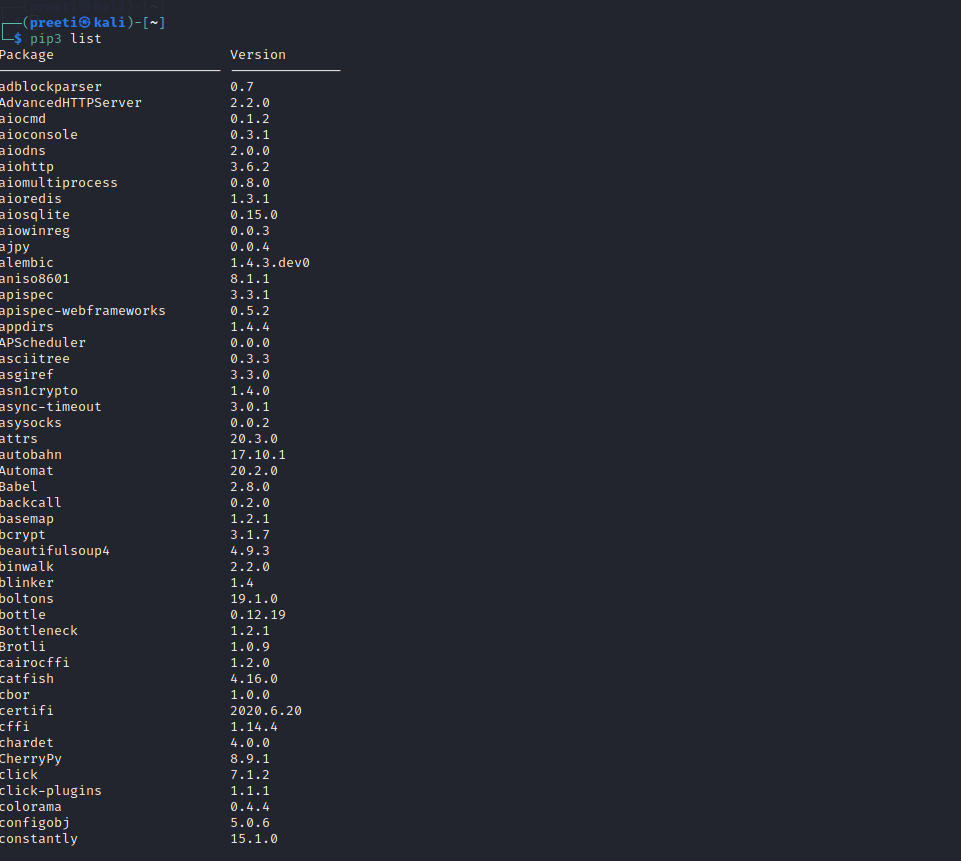 ┌──(preeti㉿kali)-[~]
└─$ pip3 list
Package Version
adblockparser 0.7
AdvancedHTTPServer 2.2.0
aiocmd 0.1.2
aioconsole 0.3.1
aiodns 2.0.0
aiohttp 3.6.2
aiomultiprocess 0.8.0
aioredis 1.3.1
aiosqlite 0.15.0
aiowinreg 0.0.3
ajpy 0.0.4
alembic 1.4.3.dev0
aniso8601 8.1.1
apispec 3.3.1
apispec-webframeworks 0.5.2
appdirs 1.4.4
APScheduler 0.0.0
asciitree 0.3.3
asgiref 3.3.0
asn1crypto 1.4.0
async-timeout 3.0.1
asysocks 0.0.2
attrs 20.3.0
autobahn 17.10.1
Automat 20.2.0
Babel 2.8.0
backcall 0.2.0
basemap 1.2.1
bcrypt 3.1.7
beautifulsoup4 4.9.3
binwalk 2.2.0
blinker 1.4
boltons 19.1.0
bottle 0.12.19
Bottleneck 1.2.1
Brotli 1.0.9
cairocffi 1.2.0
catfish 4.16.0
cbor 1.0.0
certifi 2020.6.20
cffi 1.14.4
chardet 4.0.0
CherryPy 8.9.1
click 7.1.2
click-plugins 1.1.1
colorama 0.4.4
configobj 5.0.6
constantly 15.1.0